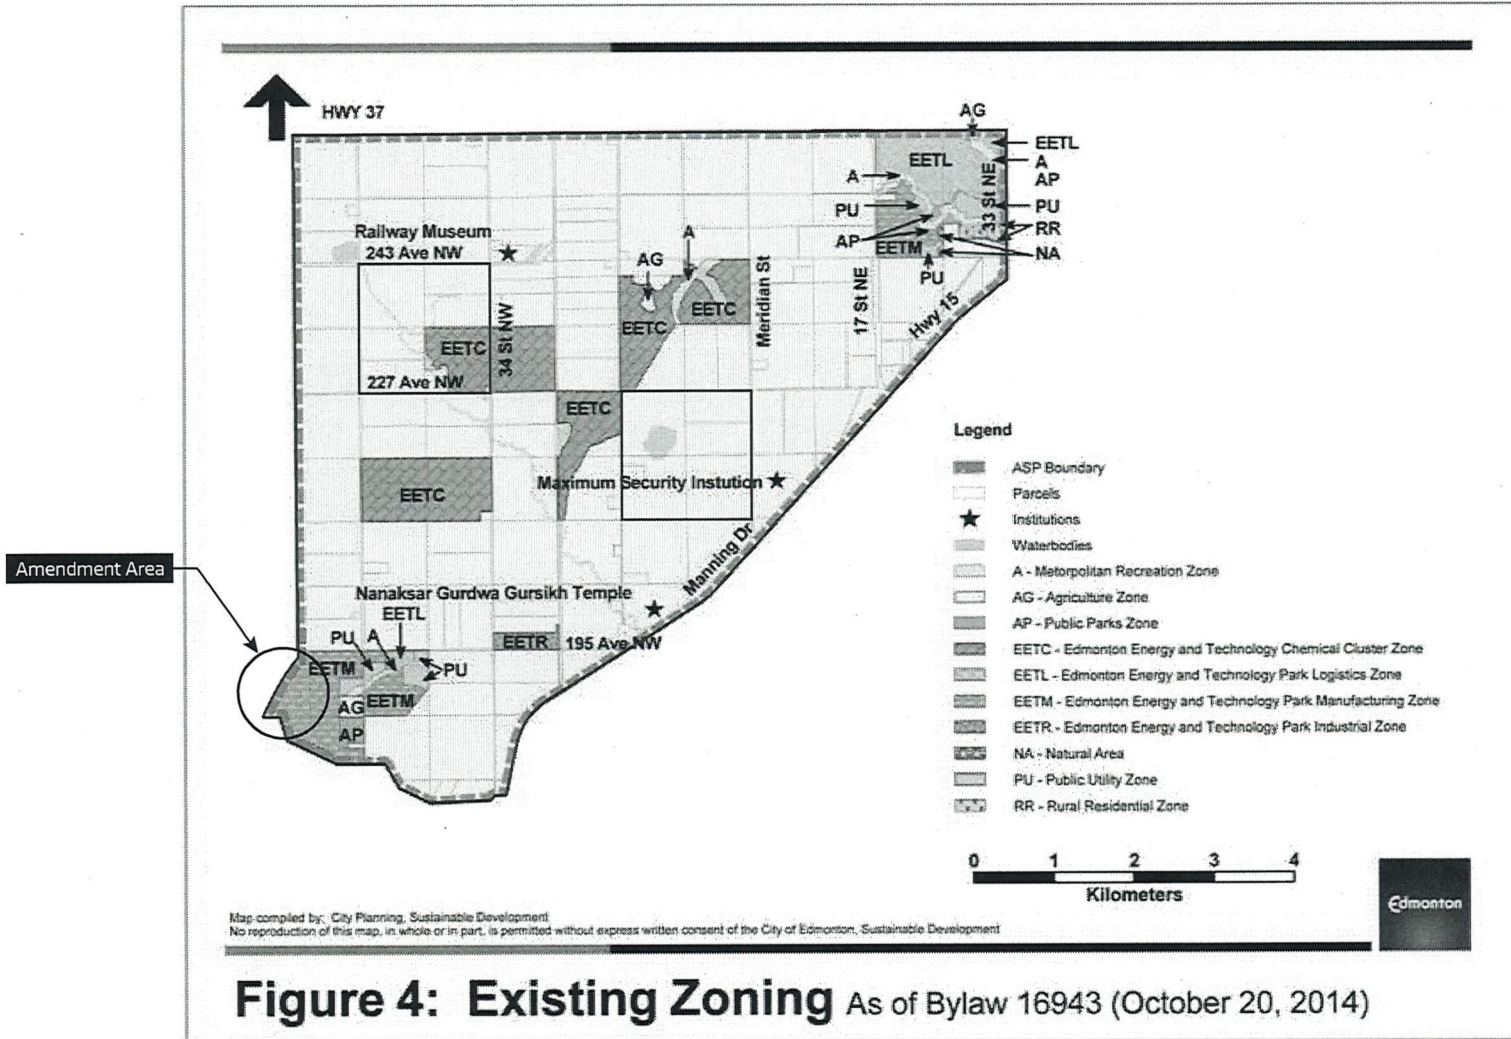 HWY 37
AG
EETL
EETL
A
A
AP
33 St NE
PU
PU
RR
AP
EETM
NA
PU
Railway Museum
243 Ave NW
A
AG
EETC
EETC
Meridian St
17 St NE
Hwy 15
EETC
34 St NW
227 Ave NW
EETC
EETC
Maximum Security Instution
Manning Dr
Amendment Area
Nanaksar Gurdwa Gursikh Temple
EETL
PU
A
EETR
195 Ave NW
EETM
PU
AG
EETM
AP
Legend
ASP Boundary
Parcels
Institutions
Waterbodies
A - Metorpolitan Recreation Zone
AG - Agriculture Zone
AP - Public Parks Zone
EETC - Edmonton Energy and Technology Chemical Cluster Zone
EETL - Edmonton Energy and Technology Park Logistics Zone
EETM - Edmonton Energy and Technology Park Manufacturing Zone
EETR - Edmonton Energy and Technology Park Industrial Zone
NA - Natural Area
PU - Public Utility Zone
RR - Rural Residential Zone
0 1 2 3 4
Kilometers
Edmonton
Map compiled by: City Planning, Sustainable Development
No reproduction of this map, in whole or in part, is permitted without express written consent of the City of Edmonton, Sustainable Development
Figure 4: Existing Zoning As of Bylaw 16943 (October 20, 2014)